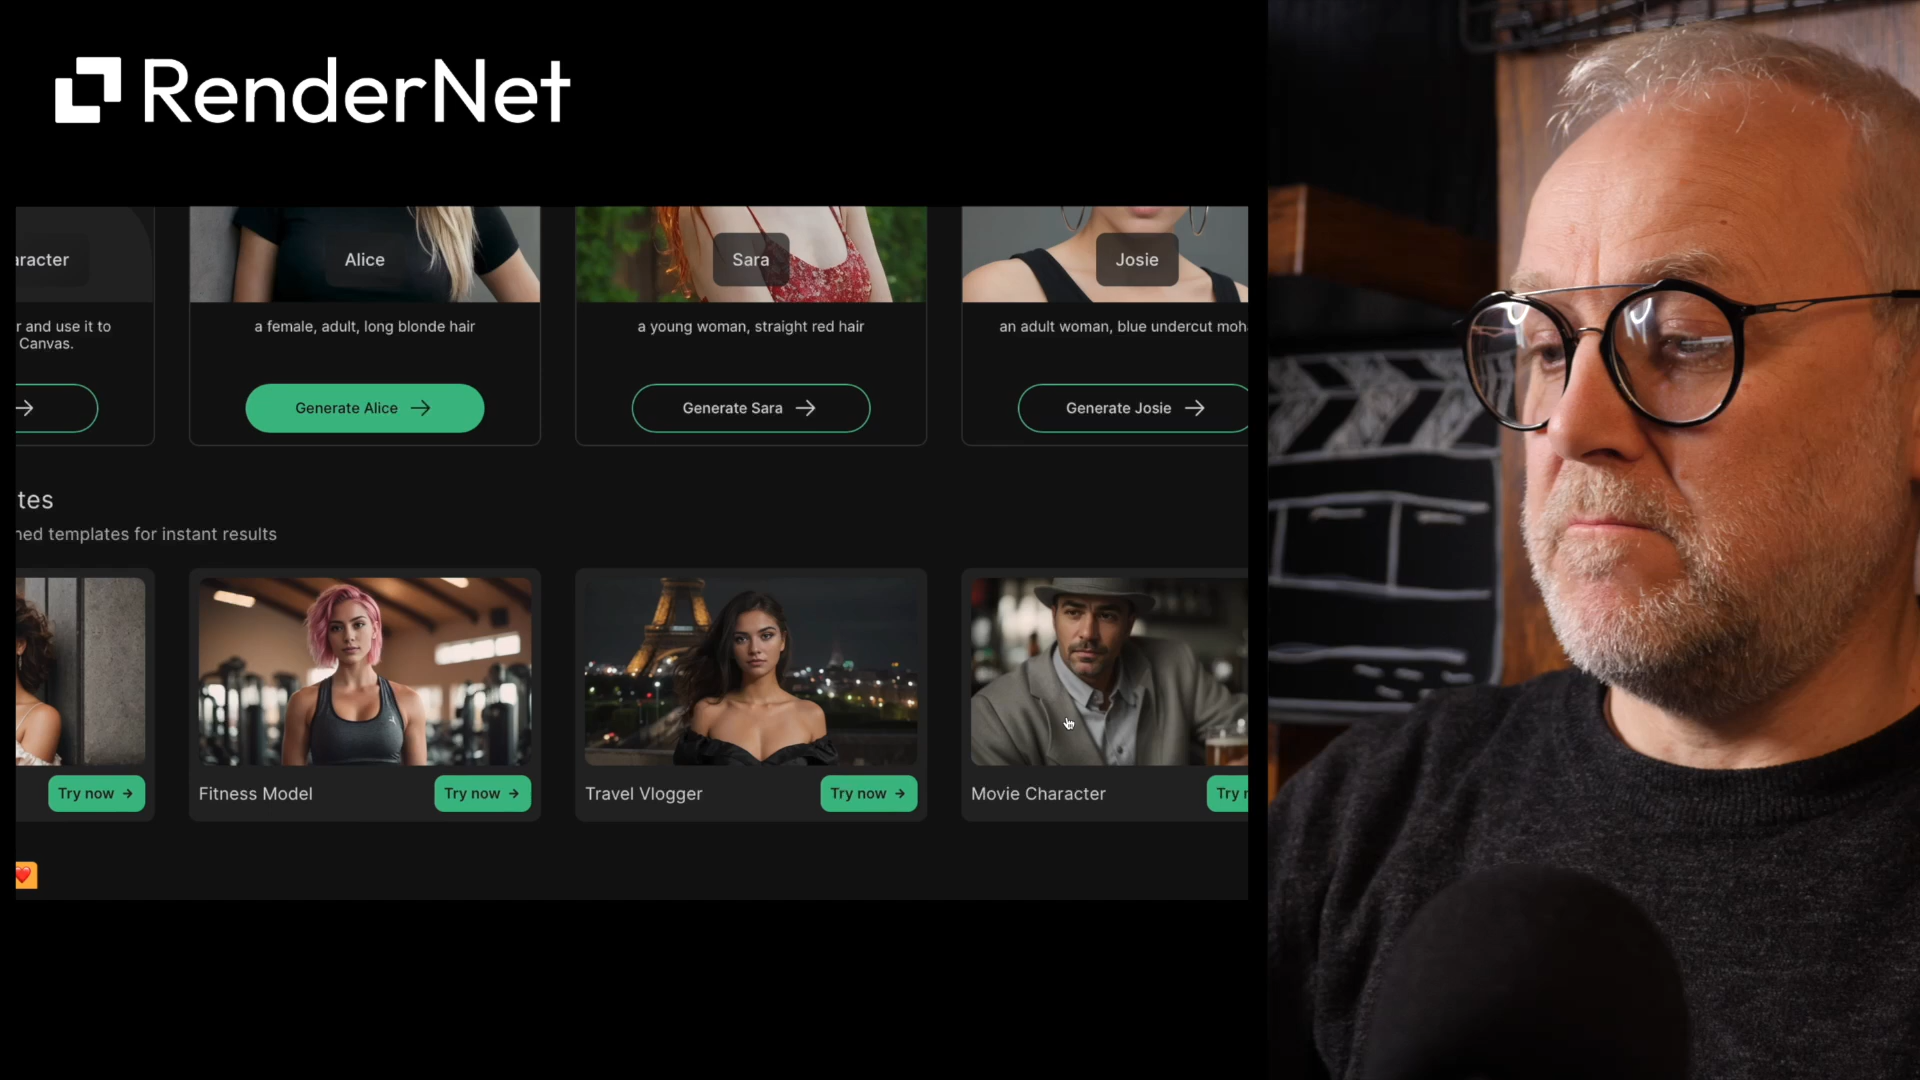 RenderNet
aracter
Alice
Sara
Josie
r and use it to
Canvas.
a female, adult, long blonde hair
a young woman, straight red hair
an adult woman, blue undercut moh
Generate Alice →
Generate Sara →
Generate Josie →
tes
ned templates for instant results
Try now →
Fitness Model
Try now →
Travel Vlogger
Try now →
Movie Character
Try